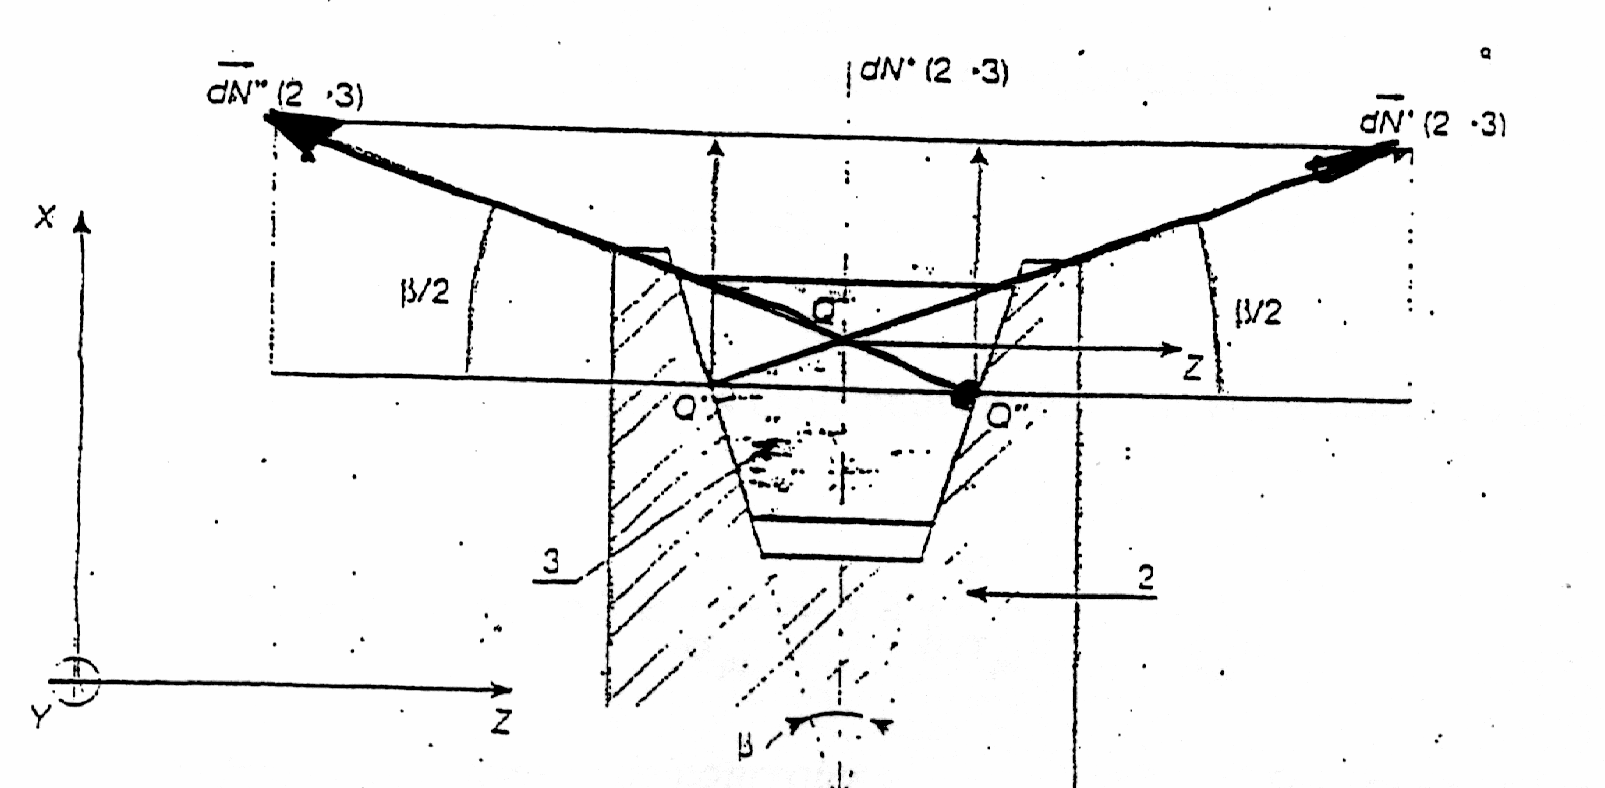 dN" (2 · 3)
dN° (2 · 3)
dN' (2 · 3)
X
β/2
Q
β/2
Z
Q'
Q"
3
2
Y
Z
β